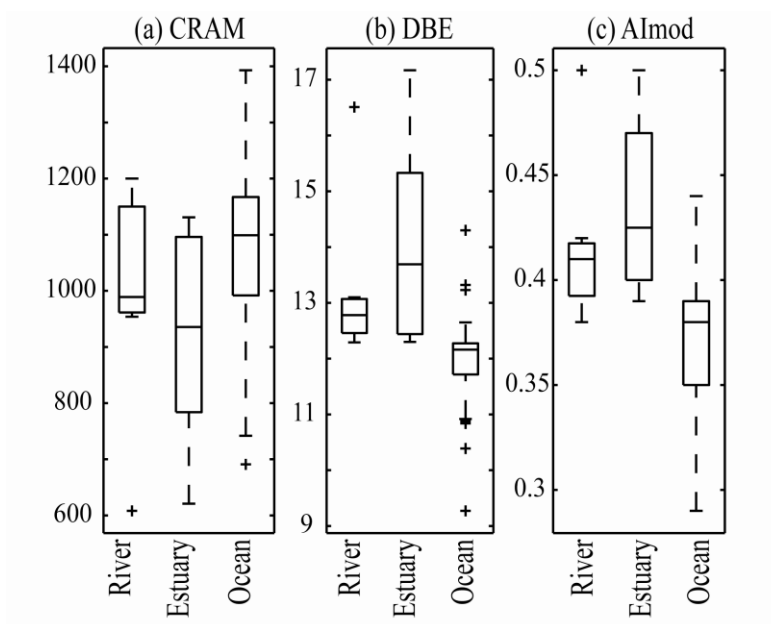 (a) CRAM
1400
1200
1000
800
600
River
Estuary
Ocean
(b) DBE
17
15
13
11
9
River
Estuary
Ocean
(c) AImod
0.5
0.45
0.4
0.35
0.3
River
Estuary
Ocean